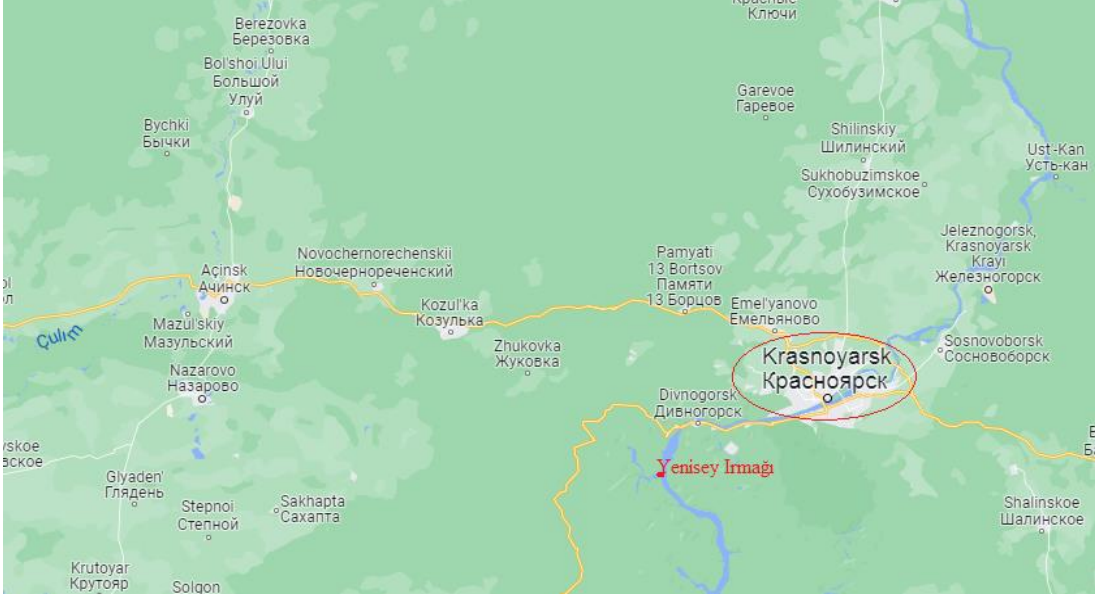 Красные
Ключи
Berezovka
Березовка
Bol'shoi Ului
Большой
Улуй
Garevoe
Гаревое
Bychki
Бычки
Shilinskiy
Шилинский
Ust'-Kan
Усть-кан
Sukhobuzimskoe
Сухобузимское
Jeleznogorsk,
Krasnoyarsk
Krayi
Железногорск
Novochernorechenskii
Новочернореченский
Pamyati
13 Bortsov
Памяти
13 Борцов
Açinsk
Ачинск
Kozul'ka
Козулька
Emel'yanovo
Емельяново
Çulım
Mazul'skiy
Мазульский
Zhukovka
Жуковка
Sosnovoborsk
Сосновоборск
Krasnoyarsk
Красноярск
Nazarovo
Назарово
Divnogorsk
Дивногорск
Yenisey Irmağı
Glyaden'
Глядень
Sakhapta
Сахапта
Stepnoi
Степной
Shalinskoe
Шалинское
Krutoyar
Крутояр
Solgon